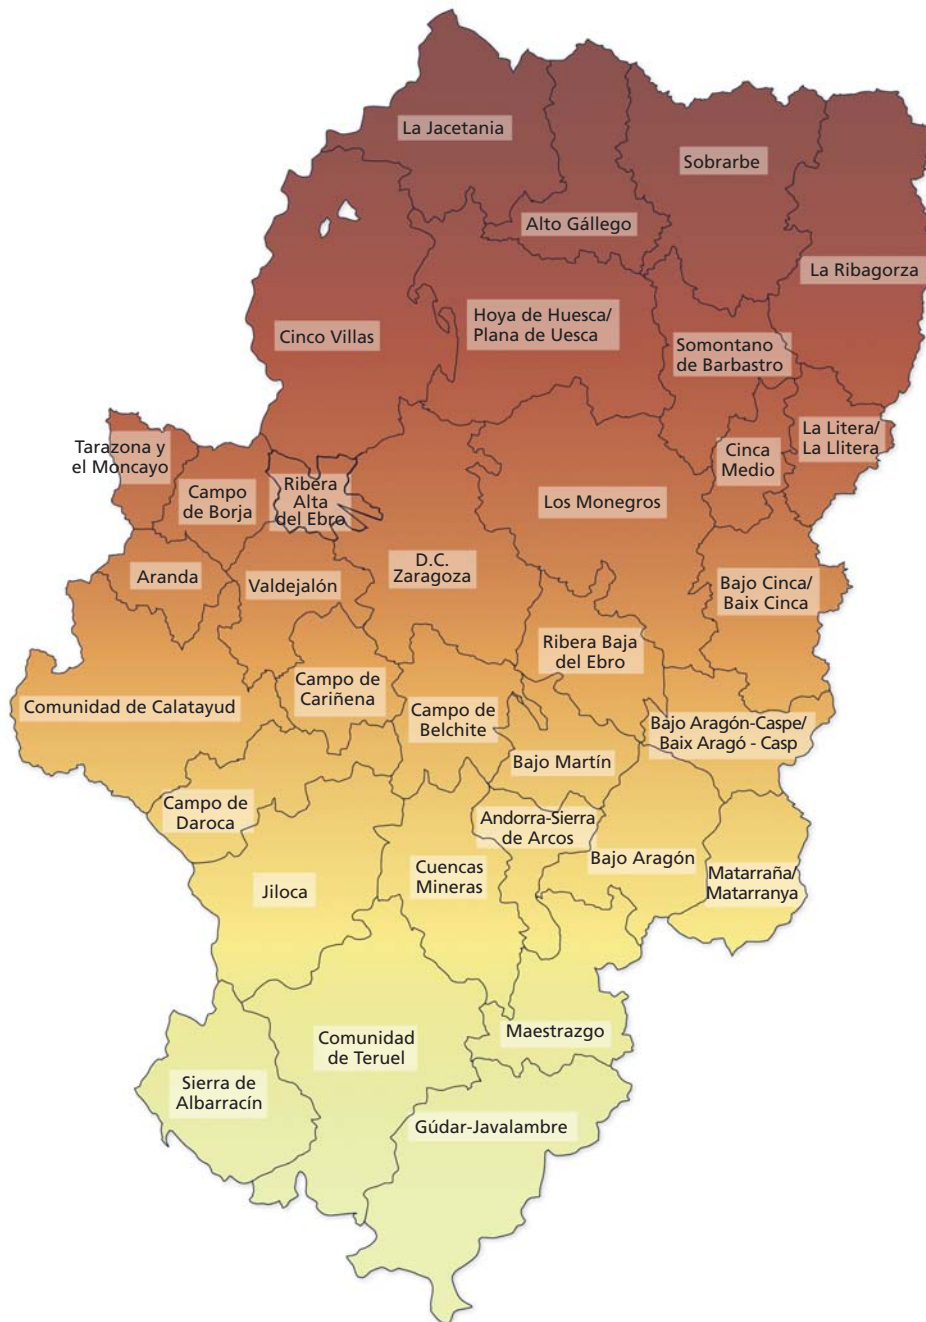 La Jacetania
Sobrarbe
Alto Gállego
La Ribagorza
Hoya de Huesca/
Plana de Uesca
Cinco Villas
Somontano
de Barbastro
Tarazona y
el Moncayo
La Litera/
La Llitera
Cinca
Medio
Campo
de Borja
Ribera
Alta
del Ebro
Los Monegros
Aranda
Valdejalón
D.C.
Zaragoza
Bajo Cinca/
Baix Cinca
Ribera Baja
del Ebro
Comunidad de Calatayud
Campo de
Cariñena
Campo de
Belchite
Bajo Aragón-Caspe/
Baix Aragó - Casp
Bajo Martín
Campo de
Daroca
Andorra-Sierra
de Arcos
Bajo Aragón
Cuencas
Mineras
Matarraña/
Matarranya
Jiloca
Maestrazgo
Comunidad
de Teruel
Sierra de
Albarracín
Gúdar-Javalambre